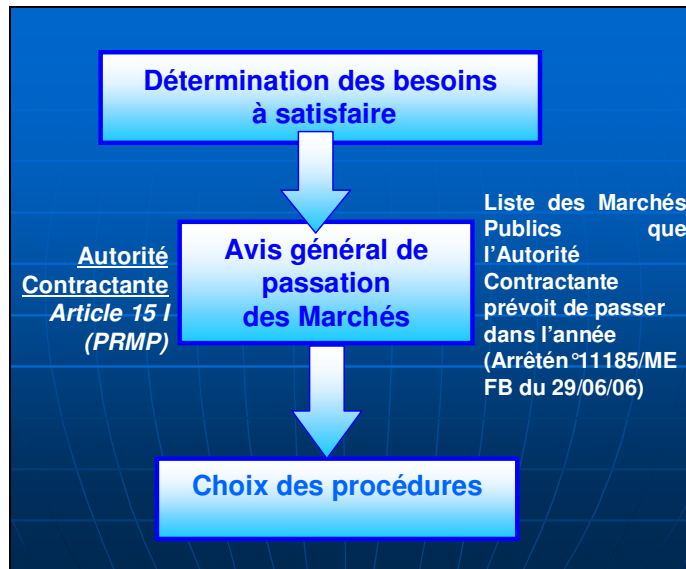 Détermination des besoins
à satisfaire
Autorité
Contractante
Article 15 I
(PRMP)
Avis général de
passation
des Marchés
Liste des Marchés
Publics que
l'Autorité
Contractante
prévoit de passer
dans l'année
(Arrêtén°11185/ME
FB du 29/06/06)
Choix des procédures